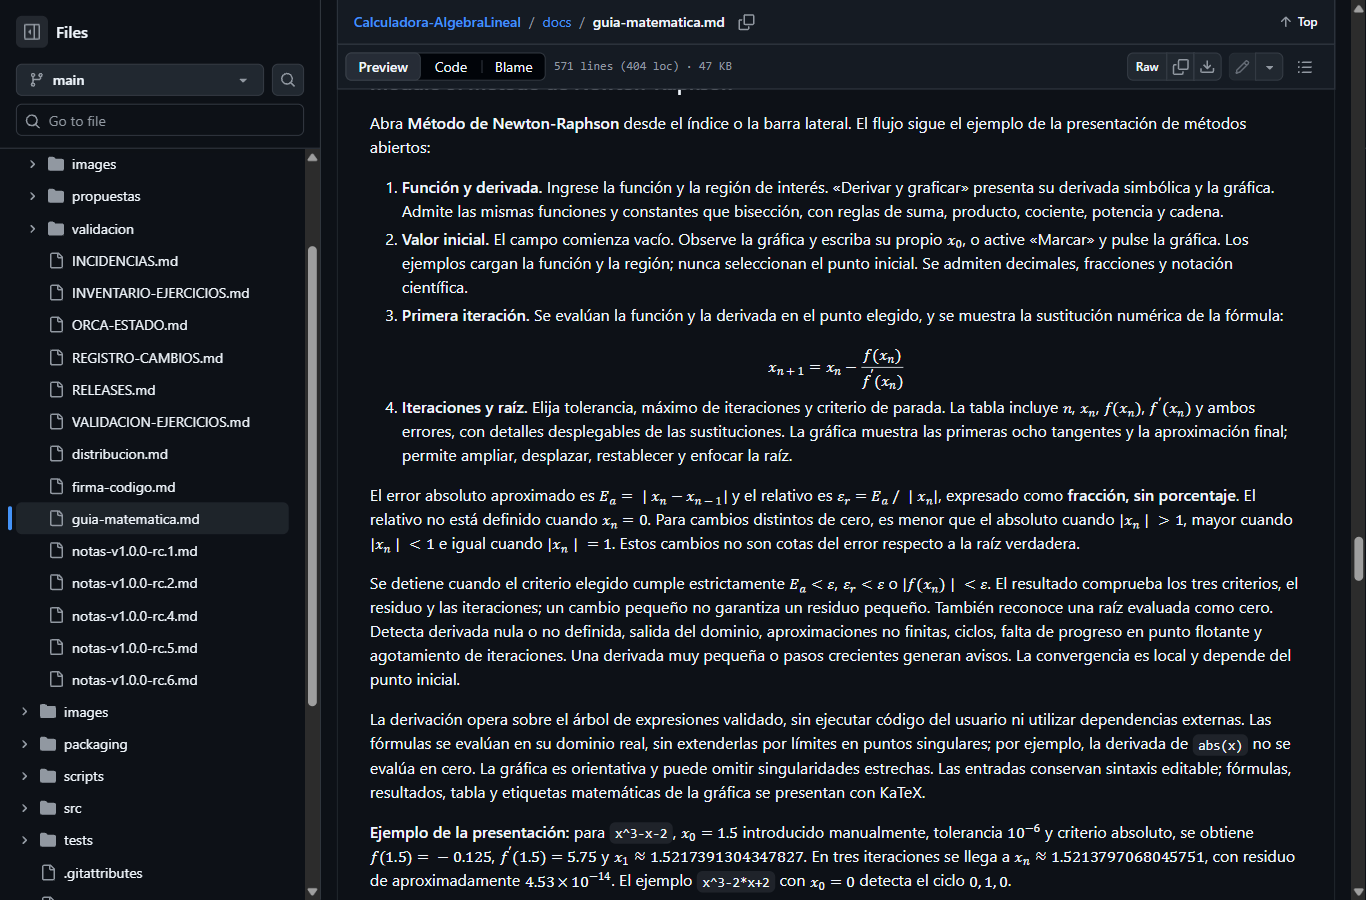 Files
main
Go to file
images
propuestas
validacion
INCIDENCIAS.md
INVENTARIO-EJERCICIOS.md
ORCA-ESTADO.md
REGISTRO-CAMBIOS.md
RELEASES.md
VALIDACION-EJERCICIOS.md
distribucion.md
firma-codigo.md
guia-matematica.md
notas-v1.0.0-rc.1.md
notas-v1.0.0-rc.2.md
notas-v1.0.0-rc.4.md
notas-v1.0.0-rc.5.md
notas-v1.0.0-rc.6.md
images
packaging
scripts
src
tests
.gitattributes
Calculadora-AlgebraLineal / docs / guia-matematica.md
Top
Preview Code Blame 571 lines (404 loc) · 47 KB
Raw
Abra Método de Newton-Raphson desde el índice o la barra lateral. El flujo sigue el ejemplo de la presentación de métodos
abiertos:
1. Función y derivada. Ingrese la función y la región de interés. «Derivar y graficar» presenta su derivada simbólica y la gráfica.
Admite las mismas funciones y constantes que bisección, con reglas de suma, producto, cociente, potencia y cadena.
2. Valor inicial. El campo comienza vacío. Observe la gráfica y escriba su propio x₀, o active «Marcar» y pulse la gráfica. Los
ejemplos cargan la función y la región; nunca seleccionan el punto inicial. Se admiten decimales, fracciones y notación
científica.
3. Primera iteración. Se evalúan la función y la derivada en el punto elegido, y se muestra la sustitución numérica de la fórmula:
xₙ₊₁ = xₙ − f(xₙ) / f′(xₙ)
4. Iteraciones y raíz. Elija tolerancia, máximo de iteraciones y criterio de parada. La tabla incluye n, xₙ, f(xₙ), f′(xₙ) y ambos
errores, con detalles desplegables de las sustituciones. La gráfica muestra las primeras ocho tangentes y la aproximación final;
permite ampliar, desplazar, restablecer y enfocar la raíz.
El error absoluto aproximado es Eₐ = |xₙ − xₙ₋₁| y el relativo es εᵣ = Eₐ / |xₙ|, expresado como fracción, sin porcentaje. El
relativo no está definido cuando xₙ = 0. Para cambios distintos de cero, es menor que el absoluto cuando |xₙ| > 1, mayor cuando
|xₙ| < 1 e igual cuando |xₙ| = 1. Estos cambios no son cotas del error respecto a la raíz verdadera.
Se detiene cuando el criterio elegido cumple estrictamente Eₐ < ε, εᵣ < ε o |f(xₙ)| < ε. El resultado comprueba los tres criterios, el
residuo y las iteraciones; un cambio pequeño no garantiza un residuo pequeño. También reconoce una raíz evaluada como cero.
Detecta derivada nula o no definida, salida del dominio, aproximaciones no finitas, ciclos, falta de progreso en punto flotante y
agotamiento de iteraciones. Una derivada muy pequeña o pasos crecientes generan avisos. La convergencia es local y depende del
punto inicial.
La derivación opera sobre el árbol de expresiones validado, sin ejecutar código del usuario ni utilizar dependencias externas. Las
fórmulas se evalúan en su dominio real, sin extenderlas por límites en puntos singulares; por ejemplo, la derivada de abs(x) no se
evalúa en cero. La gráfica es orientativa y puede omitir singularidades estrechas. Las entradas conservan sintaxis editable; fórmulas,
resultados, tabla y etiquetas matemáticas de la gráfica se presentan con KaTeX.
Ejemplo de la presentación: para x^3-x-2, x₀ = 1.5 introducido manualmente, tolerancia 10⁻⁶ y criterio absoluto, se obtiene
f(1.5) = −0.125, f′(1.5) = 5.75 y x₁ ≈ 1.5217391304347827. En tres iteraciones se llega a xₙ ≈ 1.5213797068045751, con residuo
de aproximadamente 4.53×10⁻¹⁴. El ejemplo x^3-2*x+2 con x₀ = 0 detecta el ciclo 0, 1, 0.